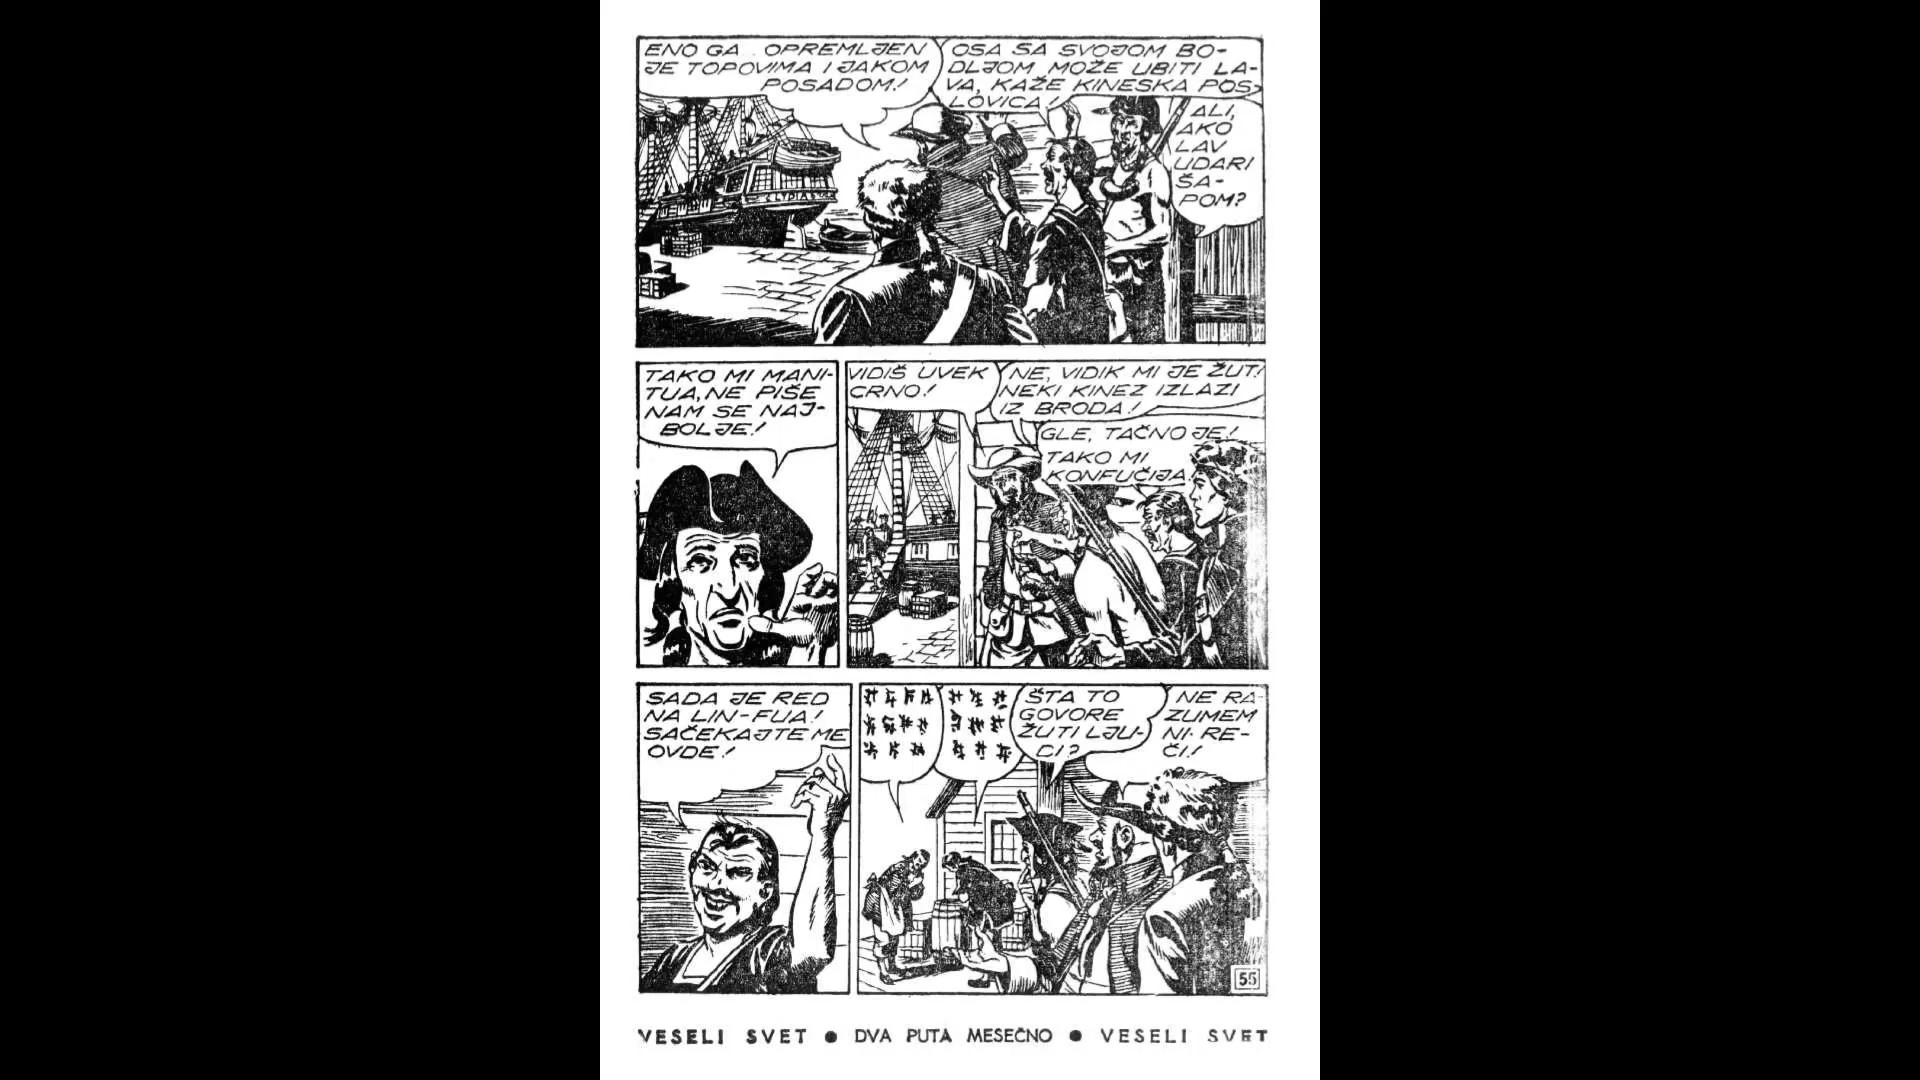 ENO GA. OPREMLJEN
JE TOPOVIMA I JAKOM
POSADOM!
OSA SA SVOJOM BO-
DLJOM MOŽE UBITI LA-
VA, KAŽE KINESKA POS-
LOVICA!
ALI,
AKO
LAV
UDARI
ŠA-
POM?
LYDIA
TAKO MI MANI-
TUA, NE PIŠE
NAM SE NAJ-
BOLJE!
VIDIŠ UVEK
CRNO!
NE, VIDIK MI JE ŽUT!
NEKI KINEZ IZLAZI
IZ BRODA!
GLE, TAČNO JE!
TAKO MI
KONFUČIJA!
SADA JE RED
NA LIN-FUA!
SAČEKAJTE ME
OVDE!
ŠTA TO
GOVORE
ŽUTI LJU-
DI?
NE RA-
ZUMEM
NI. RE-
ČI!
55
VESELI SVET ● DVA PUTA MESEČNO ● VESELI SVET